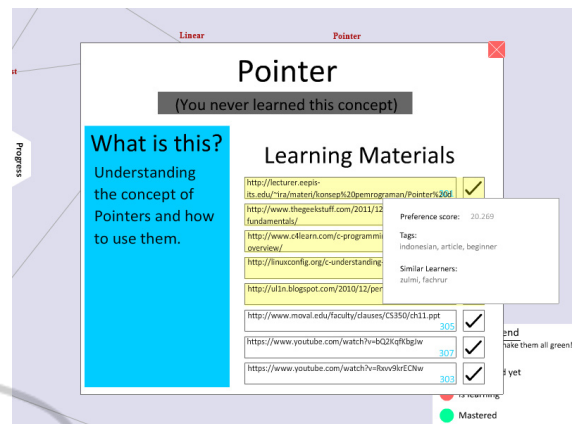 Linear
Pointer
st
Pointer
(You never learned this concept)
Progress
What is this?
Understanding
the concept of
Pointers and how
to use them.
Learning Materials
http://lecturer.eepis-
its.edu/~ira/materi/konsep%20pemrograman/Pointer%20d
http://www.thegeekstuff.com/2011/12
fundamentals/
http://www.c4learn.com/c-programmi
overview/
http://linuxconfig.org/c-understanding-
http://ul1n.blogspot.com/2010/12/per
Preference score: 20.269
Tags:
indonesian, article, beginner
Similar Learners:
zulmi, fachrur
http://www.moval.edu/faculty/clauses/CS350/ch11.ppt
305
https://www.youtube.com/watch?v=bQ2KqfKbgJw
307
https://www.youtube.com/watch?v=Rxvv9krECNw
303
end
make them all green!
d yet
Is learning
Mastered